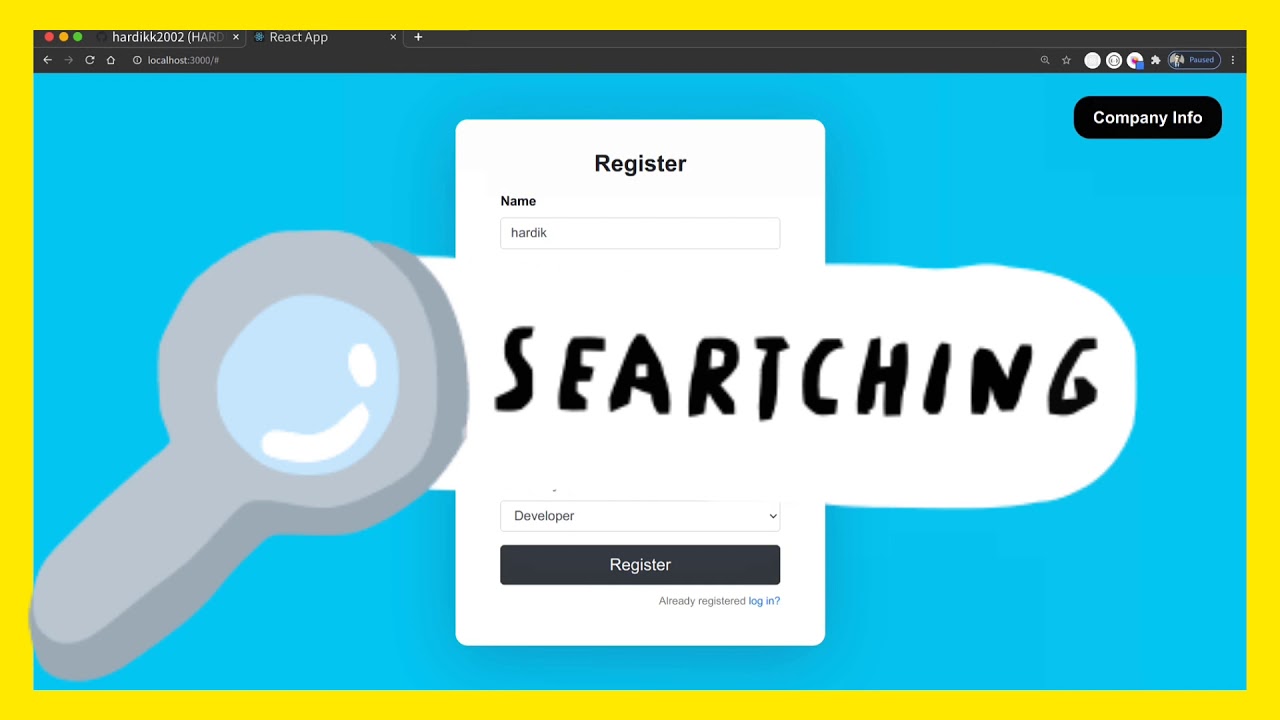 hardikk2002 (HARD
React App
localhost:3000/#
Paused
Company Info
Register
Name
hardik
SEARTCHING
Developer
Register
Already registered log in?